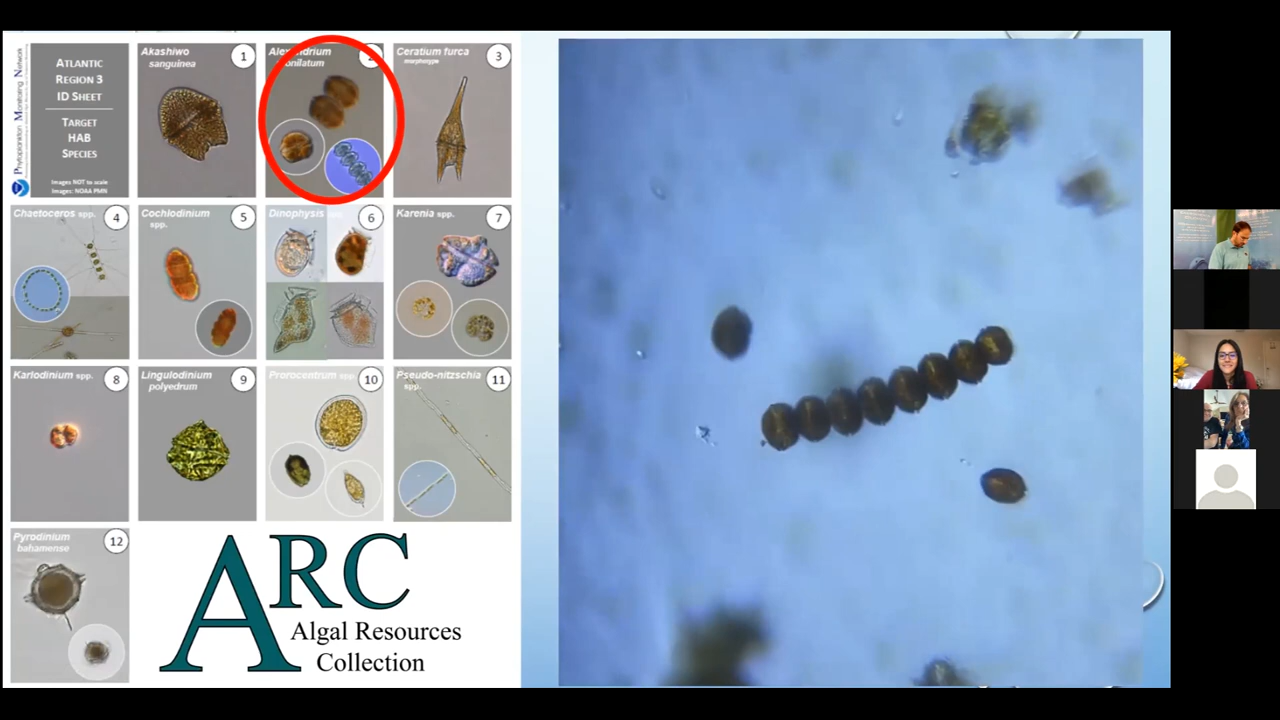 Phytoplankton Monitoring Network
ATLANTIC
REGION 3
ID SHEET
TARGET
HAB
SPECIES
Images NOT to scale
Images: NOAA PMN
Akashiwo
sanguinea
1
Ceratium furca
morphotype
3
Chaetoceros spp.
4
Cochlodinium
spp.
5
Dinophysis
6
Karenia spp.
7
Karlodinium spp.
8
Lingulodinium
polyedrum
9
Prorocentrum spp.
10
Pseudo-nitzschia
spp.
11
Pyrodinium
bahamense
12
ARC
Algal Resources
Collection